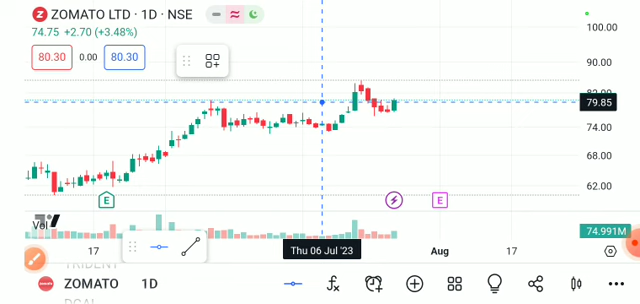 ZOMATO LTD · 1D · NSE
74.75 +2.70 (+3.48%)
80.30 0.00 80.30
100.00
90.00
79.85
74.00
68.00
62.00
E
E
Vol
74.991M
17
Thu 06 Jul '23
Aug
17
TRIDENT
ZOMATO 1D